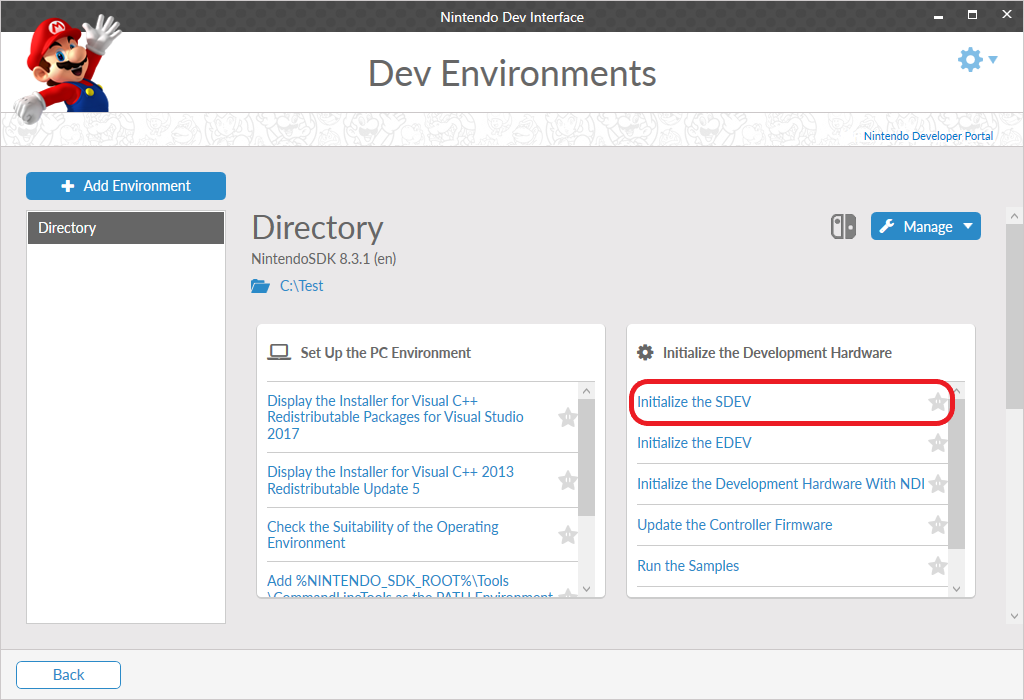 Nintendo Dev Interface
Dev Environments
Nintendo Developer Portal
Add Environment
Directory
Directory
NintendoSDK 8.3.1 (en)
C:\Test
Manage
Set Up the PC Environment
Display the Installer for Visual C++
Redistributable Packages for Visual Studio
2017
Display the Installer for Visual C++ 2013
Redistributable Update 5
Check the Suitability of the Operating
Environment
Add %NINTENDO_SDK_ROOT%\Tools
\CommandLineTools as the PATH Environment
Initialize the Development Hardware
Initialize the SDEV
Initialize the EDEV
Initialize the Development Hardware With NDI
Update the Controller Firmware
Run the Samples
Back